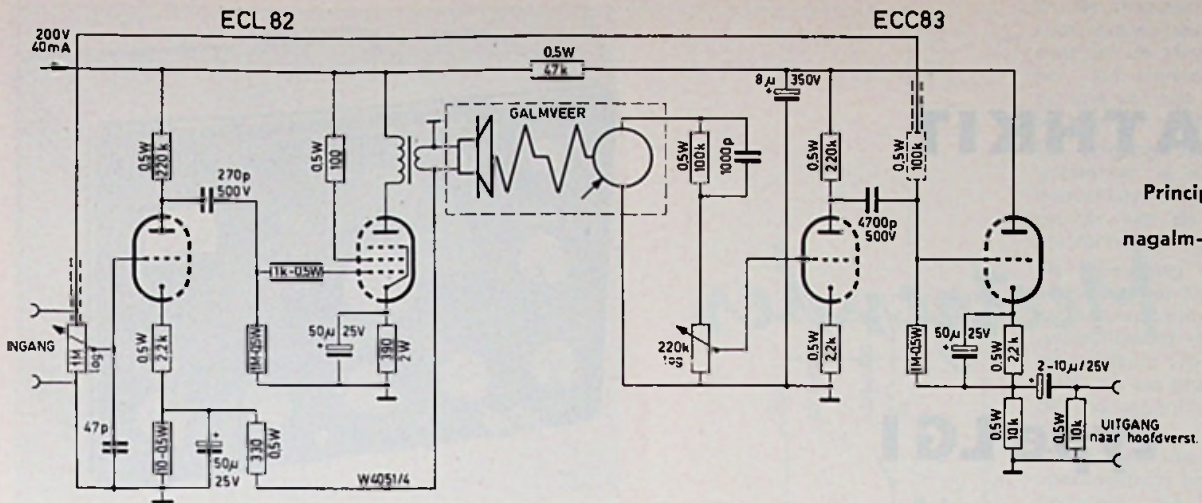 ECL82
ECC83
200V
40mA
0.5W
47k
8µ
350V
GALMVEER
0.5W
220k
270p
500V
0.5W
100
0.5W
100k
1000p
0.5W
220k
4700p
500V
0.5W
100k
Princip
nagalm-
1k-0.5W
INGANG
1M
log
0.5W
2,2k
1M-0.5W
50µ
25V
390
2W
220k
log
0.5W
2,2k
1M-0.5W
50µ
25V
0.5W
2,2k
2-10µ/25V
47p
10-0.5W
50µ
25V
330
0.5W
W4051/4
0.5W
10k
0.5W
10k
UITGANG
naar hoofdverst.